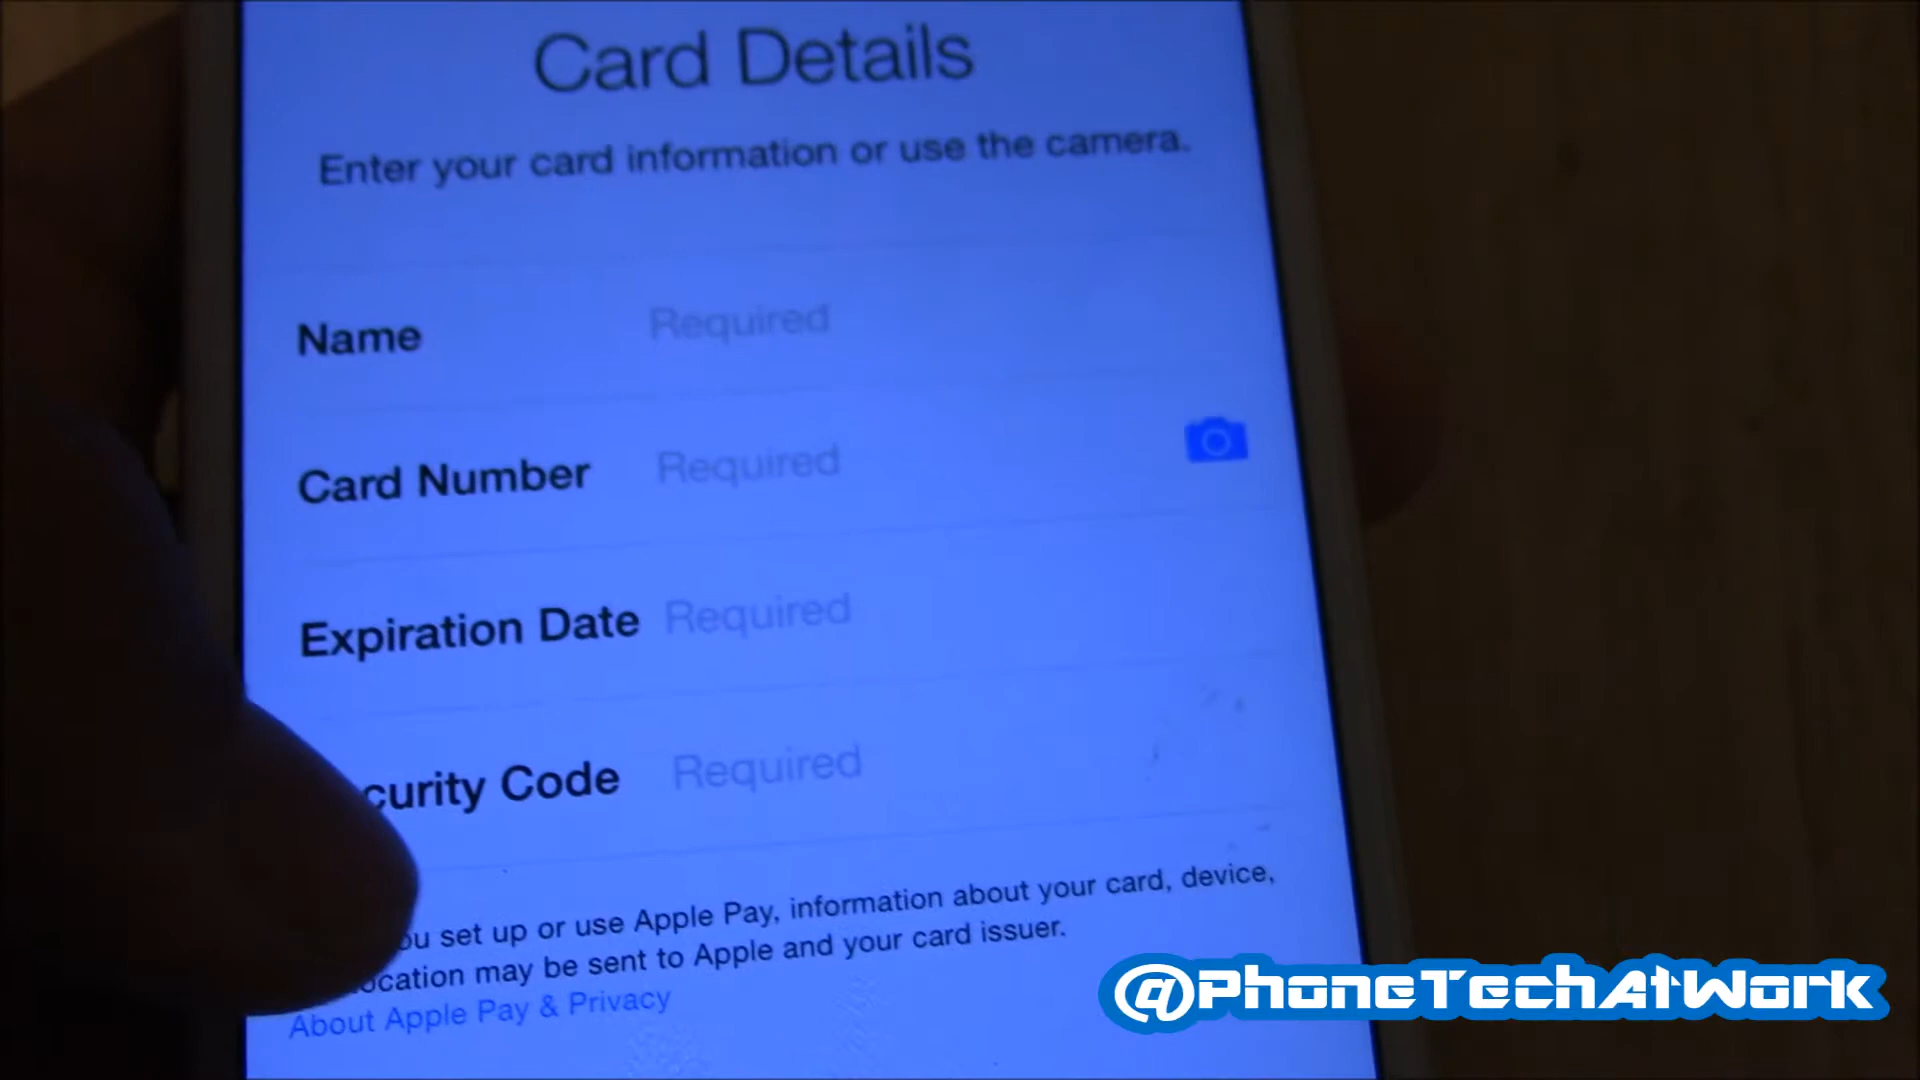 Card Details
Enter your card information or use the camera.
Name Required
Card Number Required
Expiration Date Required
curity Code Required
ou set up or use Apple Pay, information about your card, device,
ocation may be sent to Apple and your card issuer.
About Apple Pay & Privacy
@PhoneTechAtWork